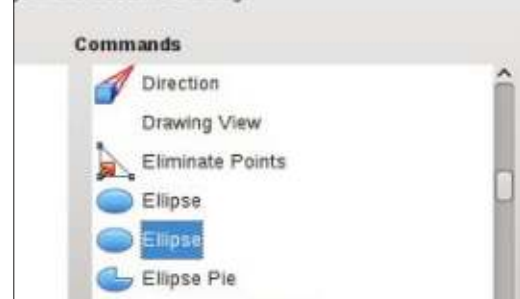 Commands
Direction
Drawing View
Eliminate Points
Ellipse
Ellipse
Ellipse Pie